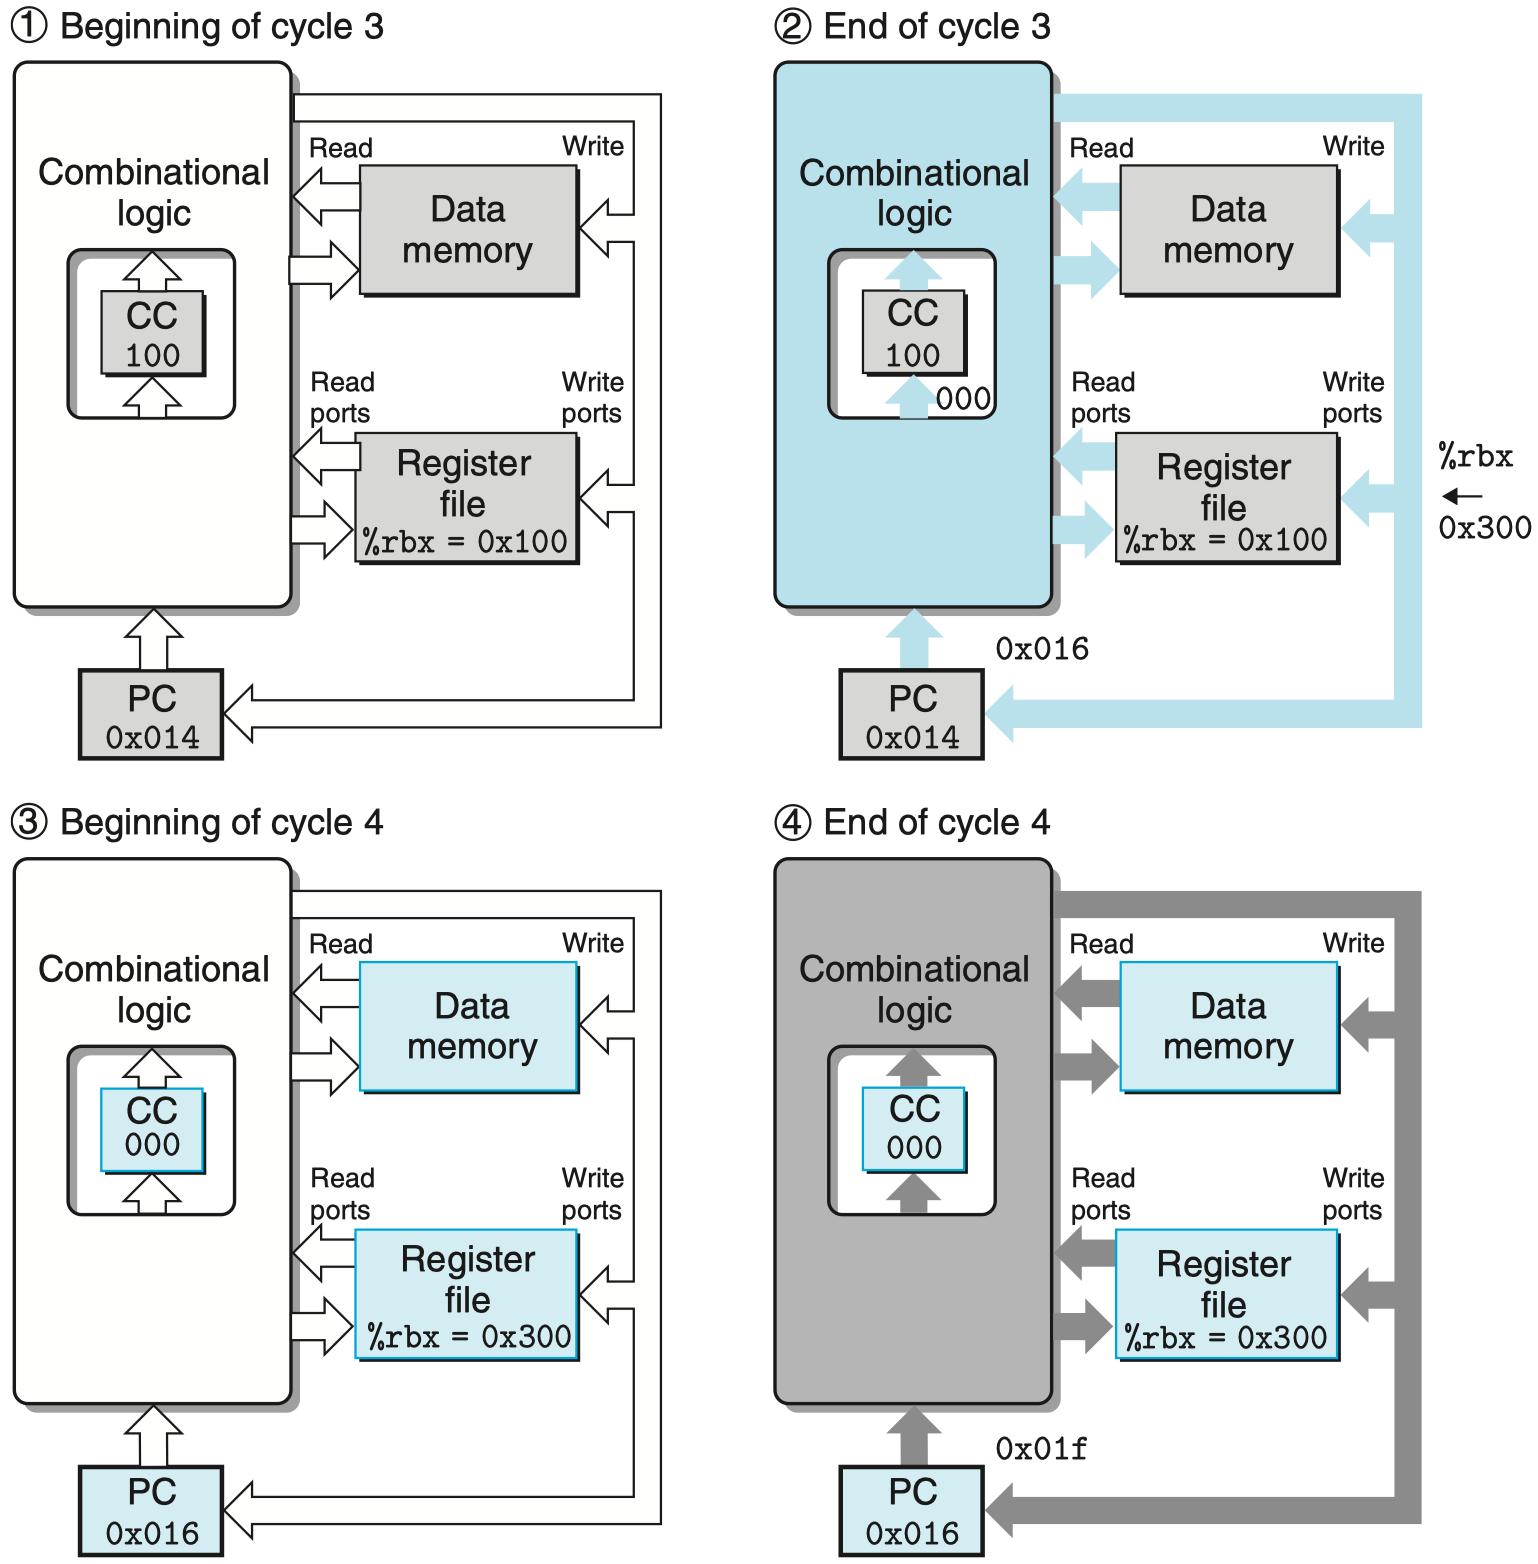 ① Beginning of cycle 3
Combinational
logic
CC
100
Read
Write
Data
memory
Read
ports
Write
ports
Register
file
%rbx = 0x100
PC
0x014
② End of cycle 3
Combinational
logic
CC
100
000
Read
Write
Data
memory
Read
ports
Write
ports
Register
file
%rbx = 0x100
%rbx
←
0x300
0x016
PC
0x014
③ Beginning of cycle 4
Combinational
logic
CC
000
Read
Write
Data
memory
Read
ports
Write
ports
Register
file
%rbx = 0x300
PC
0x016
④ End of cycle 4
Combinational
logic
CC
000
Read
Write
Data
memory
Read
ports
Write
ports
Register
file
%rbx = 0x300
0x01f
PC
0x016